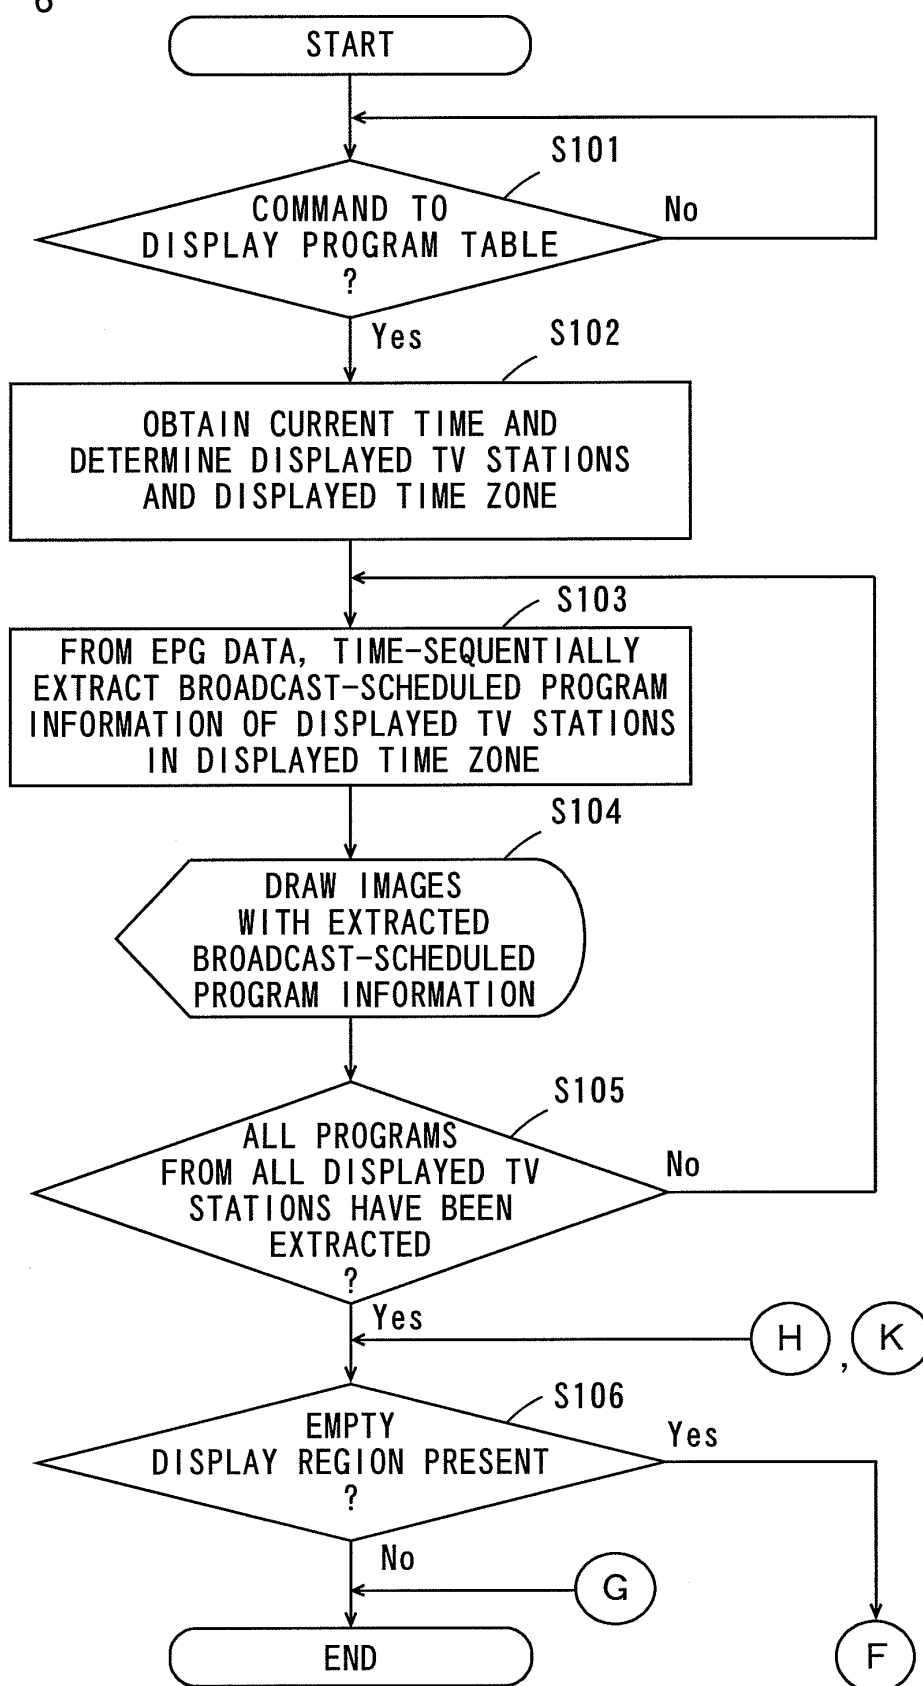 6
START
S101
COMMAND TO
DISPLAY PROGRAM TABLE
?
No
Yes
S102
OBTAIN CURRENT TIME AND
DETERMINE DISPLAYED TV STATIONS
AND DISPLAYED TIME ZONE
S103
FROM EPG DATA, TIME-SEQUENTIALLY
EXTRACT BROADCAST-SCHEDULED PROGRAM
INFORMATION OF DISPLAYED TV STATIONS
IN DISPLAYED TIME ZONE
S104
DRAW IMAGES
WITH EXTRACTED
BROADCAST-SCHEDULED
PROGRAM INFORMATION
S105
ALL PROGRAMS
FROM ALL DISPLAYED TV
STATIONS HAVE BEEN
EXTRACTED
?
No
Yes
H , K
S106
EMPTY
DISPLAY REGION PRESENT
?
Yes
No
G
END
F